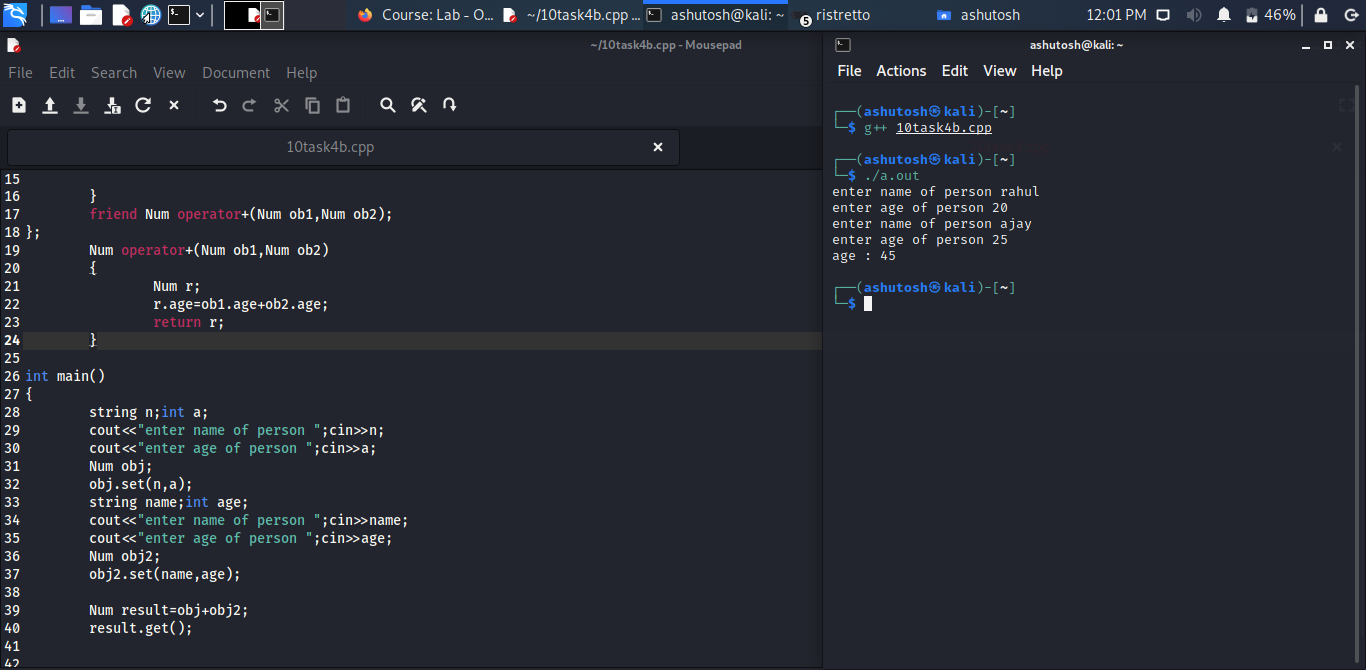 Course: Lab - O... ~/10task4b.cpp ... ashutosh@kali: ~ 5 ristretto ashutosh 12:01 PM 46%
~/10task4b.cpp - Mousepad
File Edit Search View Document Help
10task4b.cpp
15
16 }
17 friend Num operator+(Num ob1,Num ob2);
18 };
19 Num operator+(Num ob1,Num ob2)
20 {
21 Num r;
22 r.age=ob1.age+ob2.age;
23 return r;
24 }
25
26 int main()
27 {
28 string n;int a;
29 cout<<"enter name of person ";cin>>n;
30 cout<<"enter age of person ";cin>>a;
31 Num obj;
32 obj.set(n,a);
33 string name;int age;
34 cout<<"enter name of person ";cin>>name;
35 cout<<"enter age of person ";cin>>age;
36 Num obj2;
37 obj2.set(name,age);
38
39 Num result=obj+obj2;
40 result.get();
41
42
ashutosh@kali: ~
File Actions Edit View Help
┌──(ashutosh㉿kali)-[~]
└─$ g++ 10task4b.cpp
┌──(ashutosh㉿kali)-[~]
└─$ ./a.out
enter name of person rahul
enter age of person 20
enter name of person ajay
enter age of person 25
age : 45
┌──(ashutosh㉿kali)-[~]
└─$